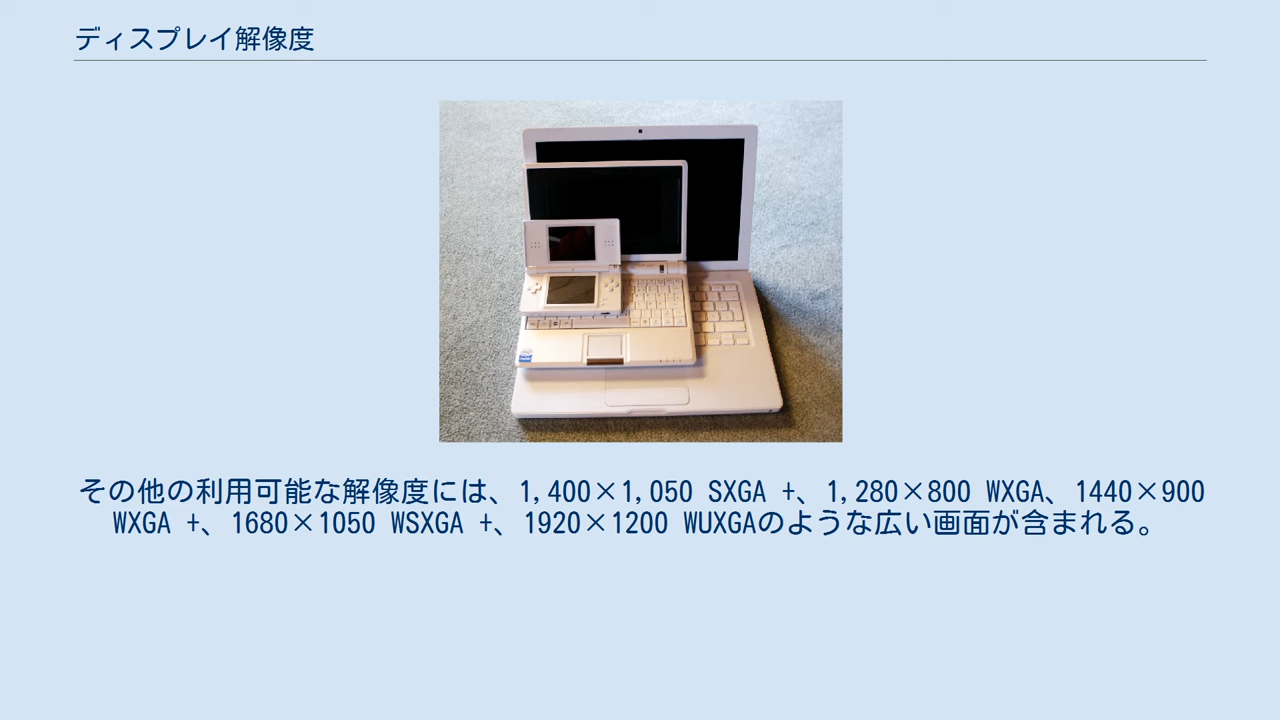 ディスプレイ解像度
その他の利用可能な解像度には、1,400×1,050 SXGA +、1,280×800 WXGA、1440×900
WXGA +、1680×1050 WSXGA +、1920×1200 WUXGAのような広い画面が含まれる。